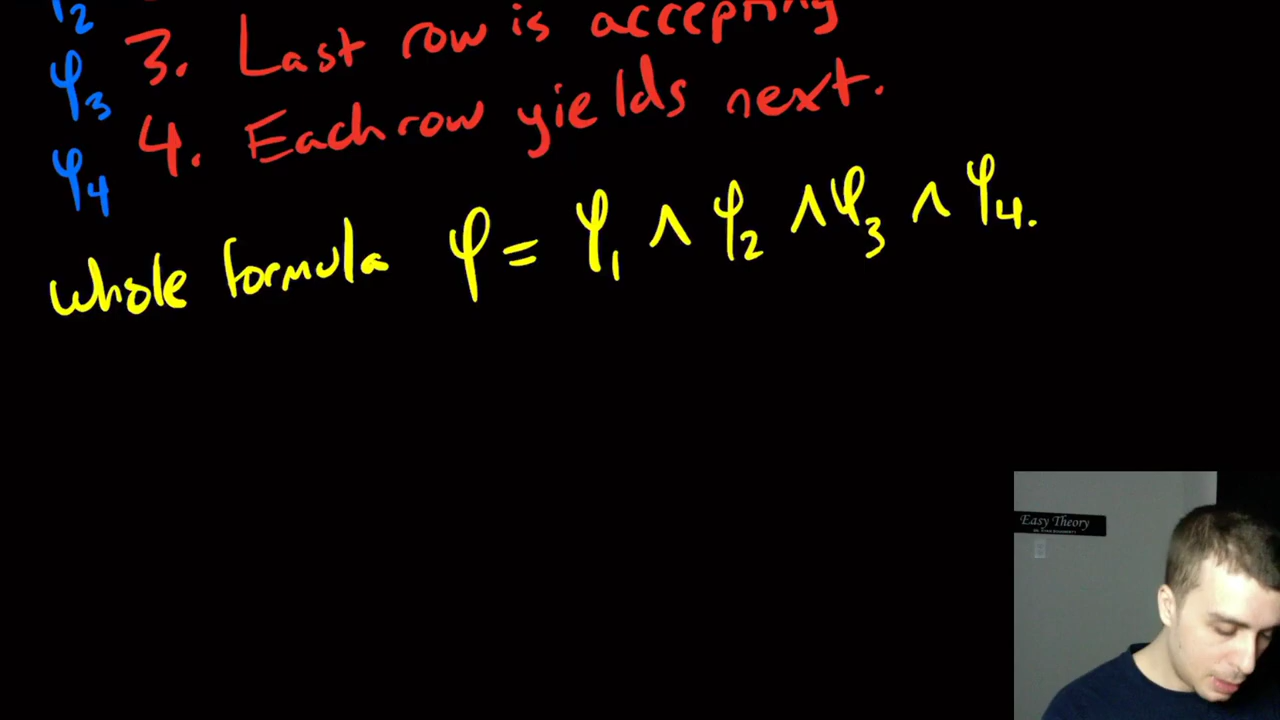 φ2
3. Last row is accepting
φ3
4. Each row yields next.
φ4
whole formula φ = φ1 ∧ φ2 ∧ φ3 ∧ φ4.
Easy Theory